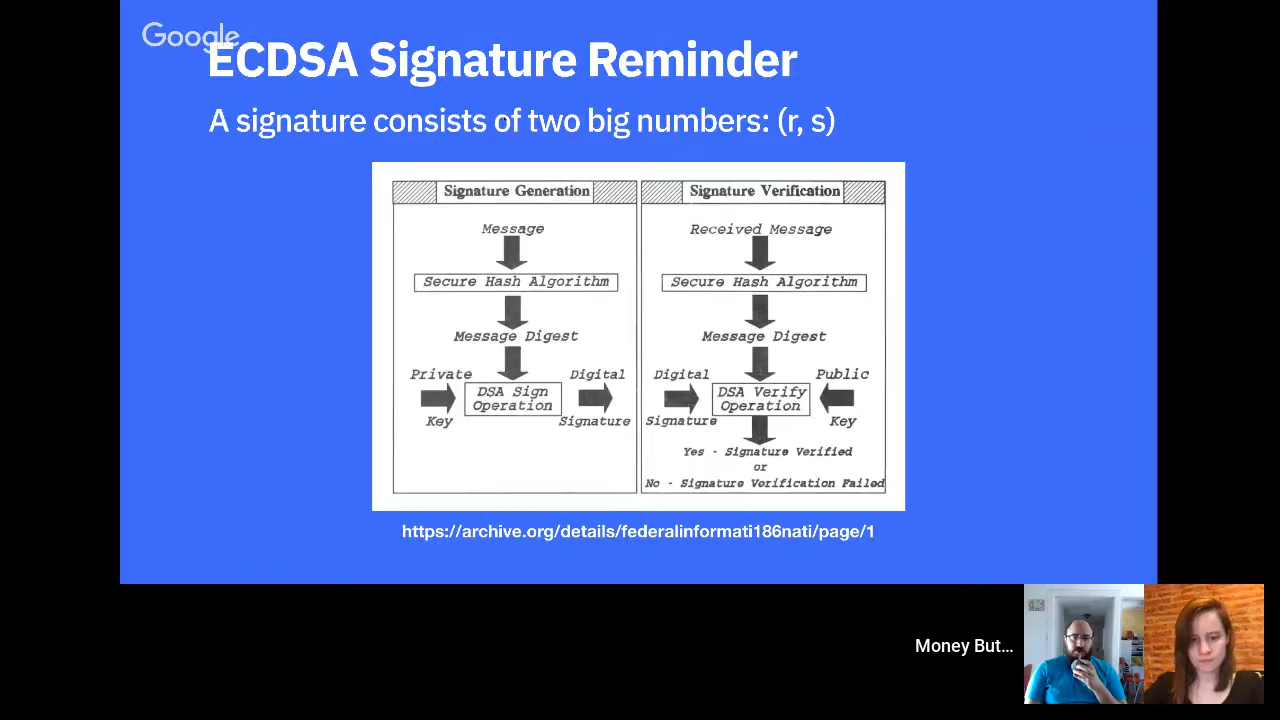 Google
ECDSA Signature Reminder
A signature consists of two big numbers: (r, s)
Signature Generation
Message
Secure Hash Algorithm
Message Digest
Private
Key
DSA Sign
Operation
Digital
Signature
Signature Verification
Received Message
Secure Hash Algorithm
Message Digest
Digital
Signature
DSA Verify
Operation
Public
Key
Yes - Signature Verified
or
No - Signature Verification Failed
https://archive.org/details/federalinformati186nati/page/1
Money But...